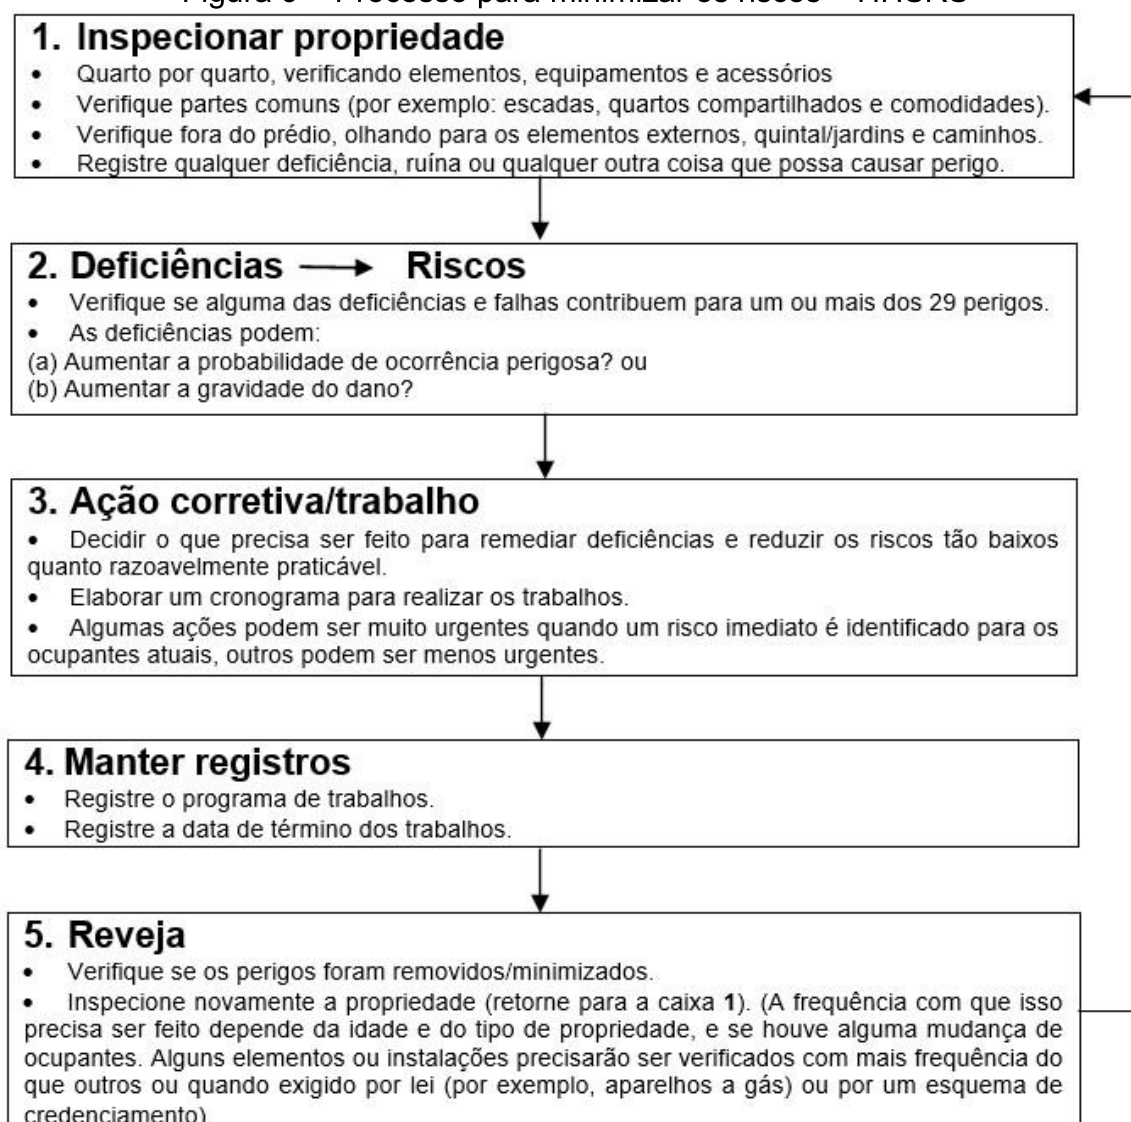 1. Inspecionar propriedade
• Quarto por quarto, verificando elementos, equipamentos e acessórios
• Verifique partes comuns (por exemplo: escadas, quartos compartilhados e comodidades).
• Verifique fora do prédio, olhando para os elementos externos, quintal/jardins e caminhos.
• Registre qualquer deficiência, ruína ou qualquer outra coisa que possa causar perigo.
2. Deficiências → Riscos
• Verifique se alguma das deficiências e falhas contribuem para um ou mais dos 29 perigos.
• As deficiências podem:
(a) Aumentar a probabilidade de ocorrência perigosa? ou
(b) Aumentar a gravidade do dano?
3. Ação corretiva/trabalho
• Decidir o que precisa ser feito para remediar deficiências e reduzir os riscos tão baixos
quanto razoavelmente praticável.
• Elaborar um cronograma para realizar os trabalhos.
• Algumas ações podem ser muito urgentes quando um risco imediato é identificado para os
ocupantes atuais, outros podem ser menos urgentes.
4. Manter registros
• Registre o programa de trabalhos.
• Registre a data de término dos trabalhos.
5. Reveja
• Verifique se os perigos foram removidos/minimizados.
• Inspecione novamente a propriedade (retorne para a caixa 1). (A frequência com que isso
precisa ser feito depende da idade e do tipo de propriedade, e se houve alguma mudança de
ocupantes. Alguns elementos ou instalações precisarão ser verificados com mais frequência do
que outros ou quando exigido por lei (por exemplo, aparelhos a gás) ou por um esquema de
credenciamento)